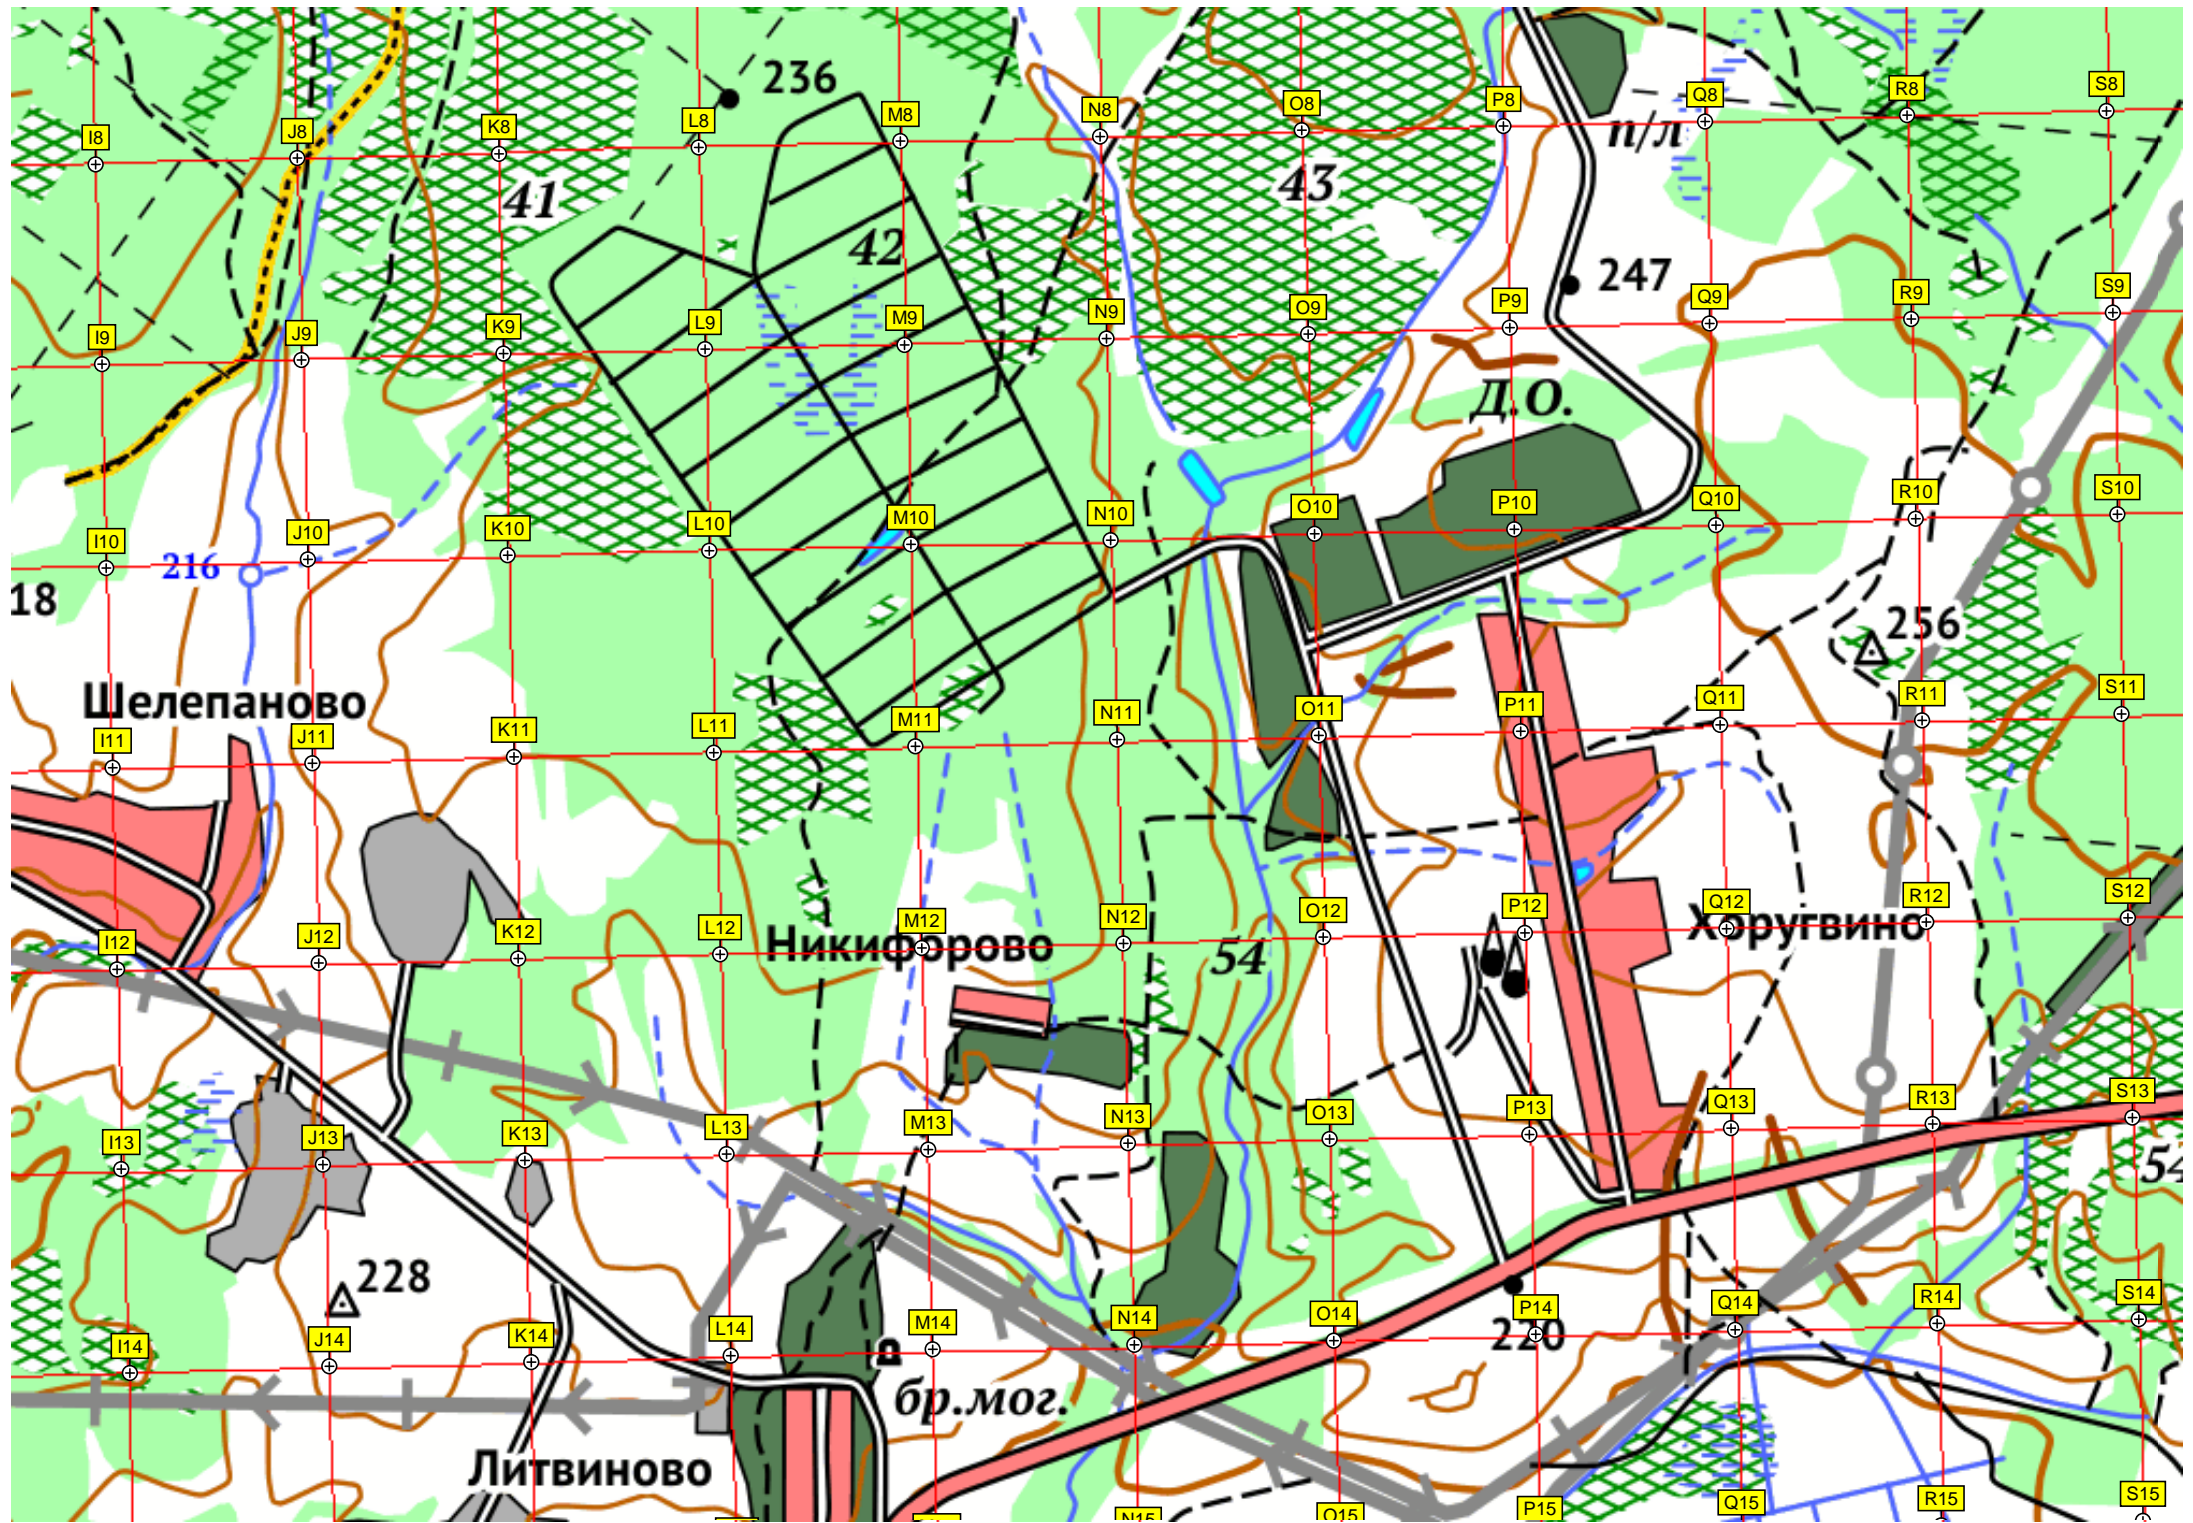 236
I8 J8 K8 L8 M8 N8 O8 P8 Q8 R8 S8
п/л
41 42 43
247
I9 J9 K9 L9 M9 N9 O9 P9 Q9 R9 S9
Д.О.
I10 J10 K10 L10 M10 N10 O10 P10 Q10 R10 S10
216
18
256
Шелепаново
I11 J11 K11 L11 M11 N11 O11 P11 Q11 R11 S11
I12 J12 K12 L12 M12 N12 O12 P12 Q12 R12 S12
Никифорово
54
Хоругвино
I13 J13 K13 L13 M13 N13 O13 P13 Q13 R13 S13
54
228
I14 J14 K14 L14 M14 N14 O14 P14 Q14 R14 S14
220
бр.мог.
Литвиново
N15 O15 P15 Q15 R15 S15